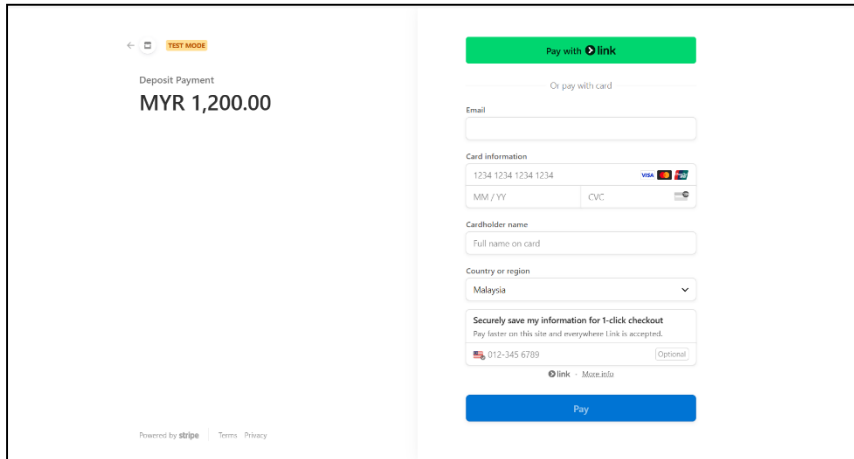 TEST MODE
Deposit Payment
MYR 1,200.00
Powered by stripe Terms Privacy
Pay with link
Or pay with card
Email
Card information
1234 1234 1234 1234 VISA
MM / YY CVC
Cardholder name
Full name on card
Country or region
Malaysia
Securely save my information for 1-click checkout
Pay faster on this site and everywhere Link is accepted.
012-345 6789 Optional
link · More info
Pay